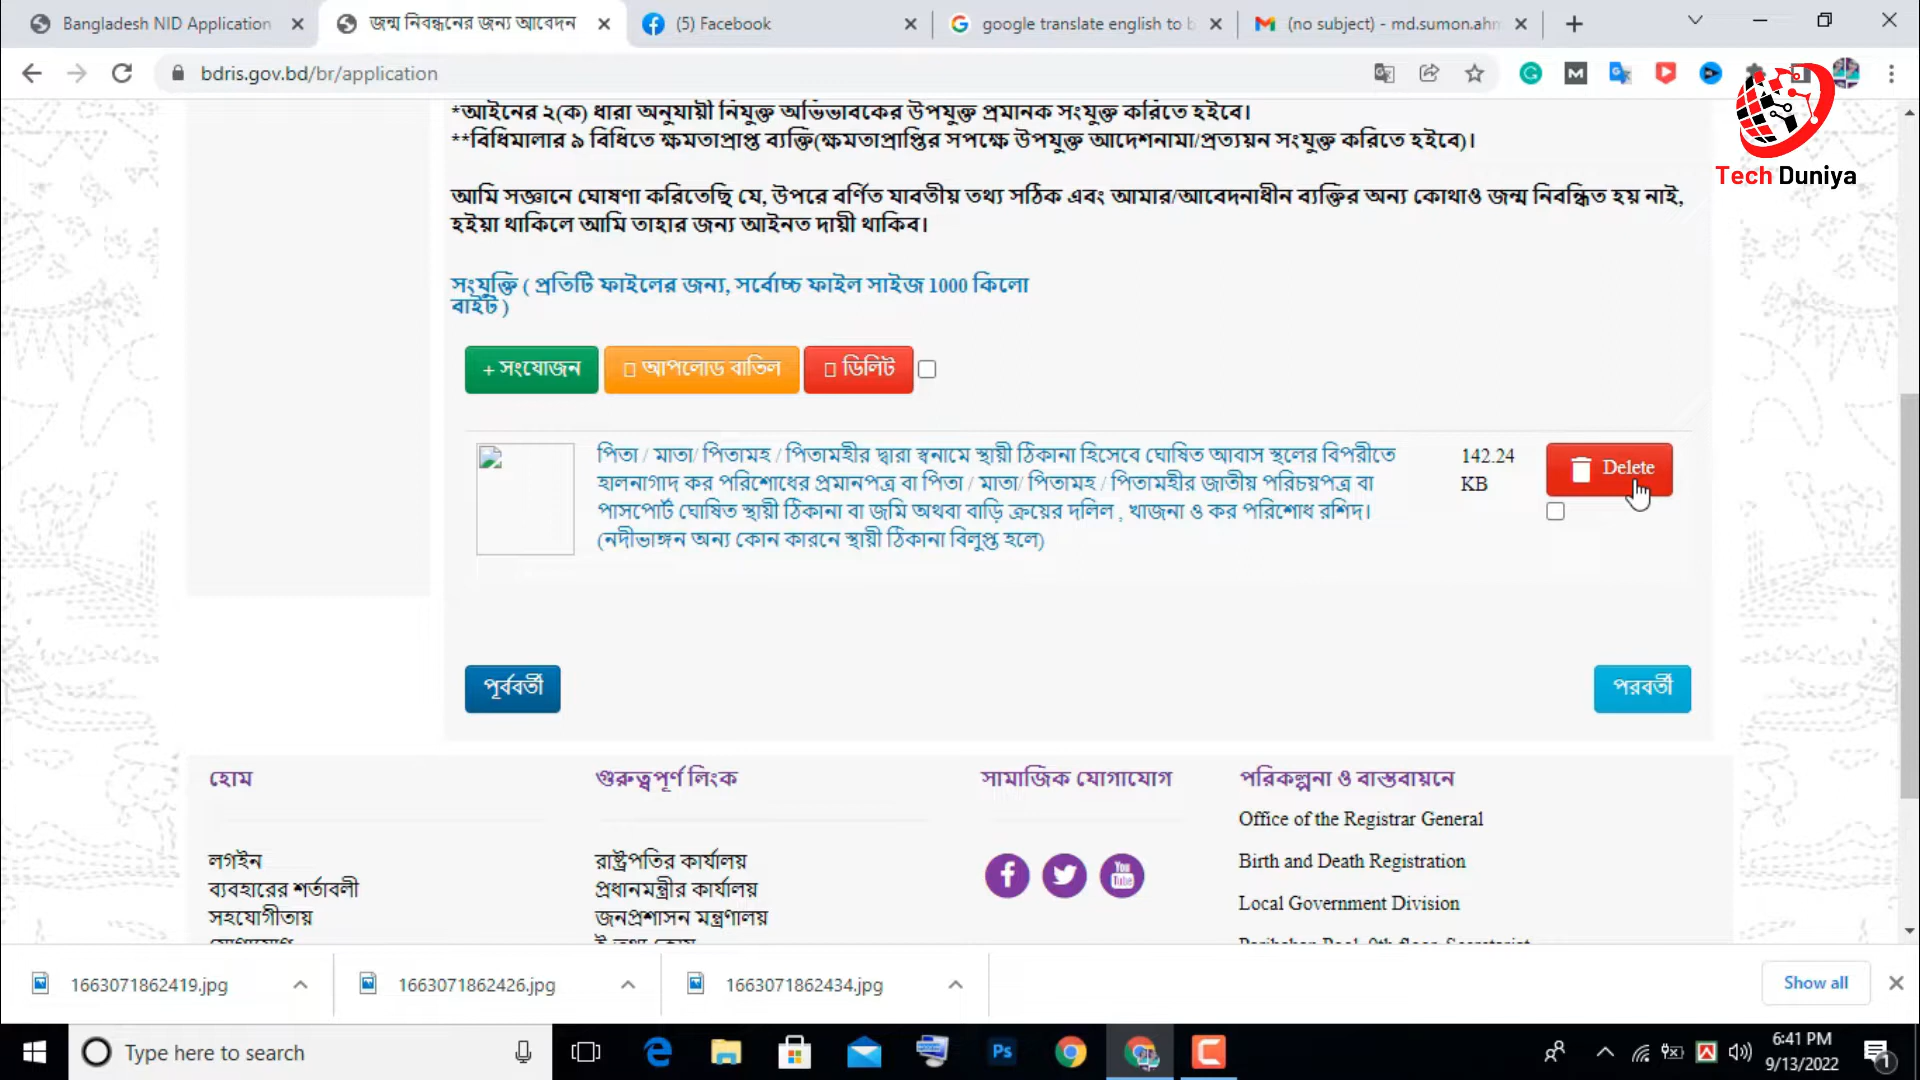 Bangladesh NID Application
জন্ম নিবন্ধনের জন্য আবেদন
(5) Facebook
google translate english to b
(no subject) - md.sumon.ahm
bdris.gov.bd/br/application
*আইনের ২(ক) ধারা অনুযায়ী নিযুক্ত অভিভাবকের উপযুক্ত প্রমানক সংযুক্ত করিতে হইবে।
**বিধিমালার ৯ বিধিতে ক্ষমতাপ্রাপ্ত ব্যক্তি(ক্ষমতাপ্রাপ্তির সপক্ষে উপযুক্ত আদেশনামা/প্রত্যয়ন সংযুক্ত করিতে হইবে)।
Tech Duniya
আমি সজ্ঞানে ঘোষণা করিতেছি যে, উপরে বর্ণিত যাবতীয় তথ্য সঠিক এবং আমার/আবেদনাধীন ব্যক্তির অন্য কোথাও জন্ম নিবন্ধিত হয় নাই,
হইয়া থাকিলে আমি তাহার জন্য আইনত দায়ী থাকিব।
সংযুক্তি ( প্রতিটি ফাইলের জন্য, সর্বোচ্চ ফাইল সাইজ 1000 কিলো
বাইট )
+ সংযোজন
আপলোড বাতিল
ডিলিট
পিতা / মাতা/ পিতামহ / পিতামহীর দ্বারা স্বনামে স্থায়ী ঠিকানা হিসেবে ঘোষিত আবাস স্থলের বিপরীতে
হালনাগাদ কর পরিশোধের প্রমানপত্র বা পিতা / মাতা/ পিতামহ / পিতামহীর জাতীয় পরিচয়পত্র বা
পাসপোর্ট ঘোষিত স্থায়ী ঠিকানা বা জমি অথবা বাড়ি ক্রয়ের দলিল , খাজনা ও কর পরিশোধ রশিদ।
(নদীভাঙ্গন অন্য কোন কারনে স্থায়ী ঠিকানা বিলুপ্ত হলে)
142.24
KB
Delete
পূর্ববর্তী
পরবর্তী
হোম
গুরুত্বপূর্ণ লিংক
সামাজিক যোগাযোগ
পরিকল্পনা ও বাস্তবায়নে
Office of the Registrar General
লগইন
রাষ্ট্রপতির কার্যালয়
Birth and Death Registration
ব্যবহারের শর্তাবলী
প্রধানমন্ত্রীর কার্যালয়
You
Tube
সহযোগীতায়
জনপ্রশাসন মন্ত্রণালয়
Local Government Division
1663071862419.jpg
1663071862426.jpg
1663071862434.jpg
Show all
Type here to search
Ps
6:41 PM
9/13/2022
1